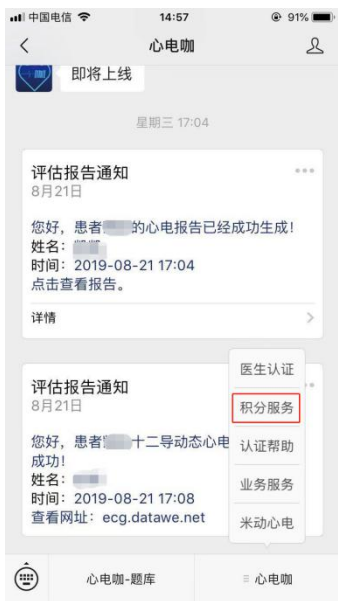 中国电信
14:57
91%
心电咖
即将上线
星期三 17:04
评估报告通知
8月21日
您好，患者 的心电报告已经成功生成！
姓名：
时间：2019-08-21 17:04
点击查看报告。
详情
评估报告通知
8月21日
您好，患者 十二导动态心电
成功！
姓名：
时间：2019-08-21 17:08
查看网址：ecg.datawe.net
医生认证
积分服务
认证帮助
业务服务
米动心电
心电咖-题库
心电咖